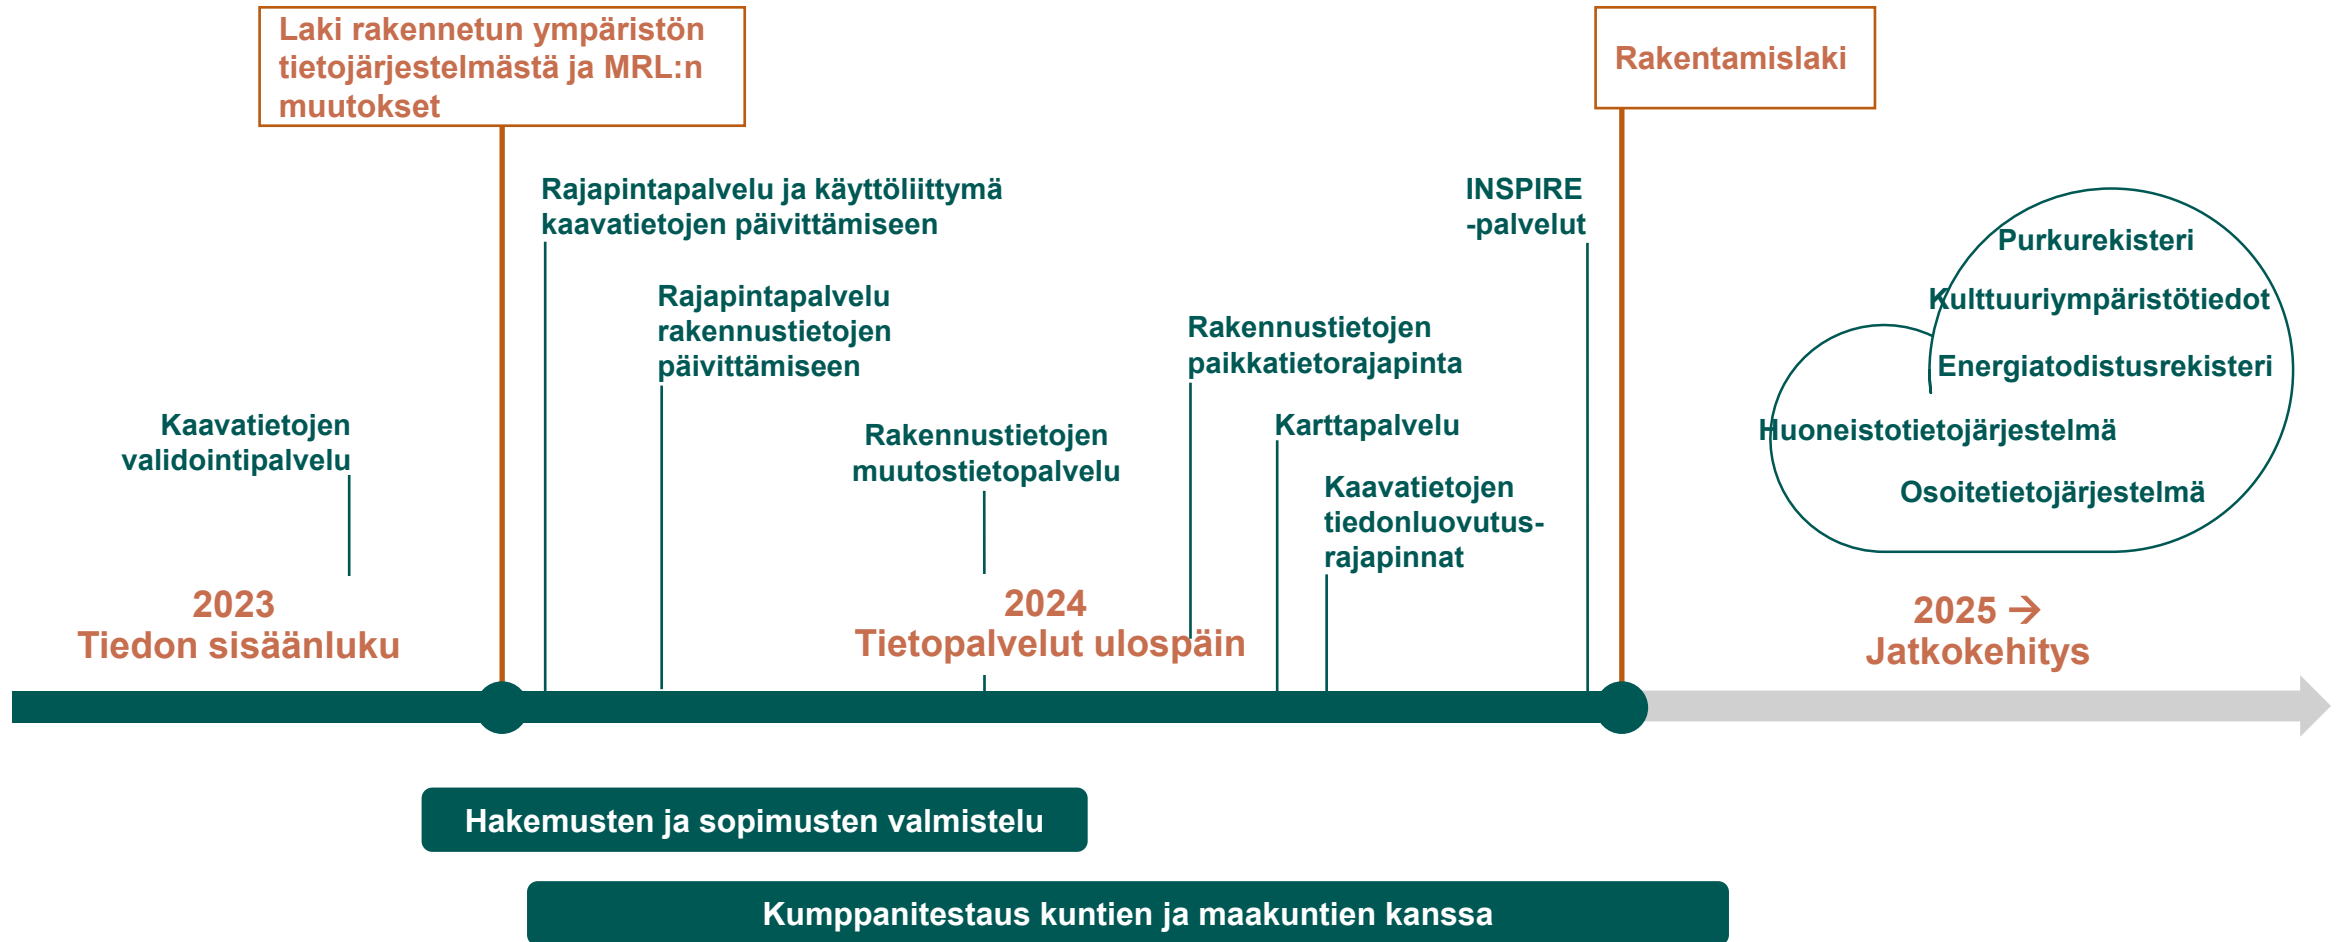 Laki rakennetun ympäristön
tietojärjestelmästä ja MRL:n
muutokset
Rakentamislaki
Rajapintapalvelu ja käyttöliittymä
kaavatietojen päivittämiseen
INSPIRE
-palvelut
Rajapintapalvelu
rakennustietojen
päivittämiseen
Rakennustietojen
paikkatietorajapinta
Kaavatietojen
validointipalvelu
Rakennustietojen
muutostietopalvelu
Karttapalvelu
Kaavatietojen
tiedonluovutus-
rajapinnat
Purkurekisteri
Kulttuuriympäristötiedot
Energiatodistusrekisteri
Huoneistotietojärjestelmä
Osoitetietojärjestelmä
2023
Tiedon sisäänluku
2024
Tietopalvelut ulospäin
2025 →
Jatkokehitys
Hakemusten ja sopimusten valmistelu
Kumppanitestaus kuntien ja maakuntien kanssa